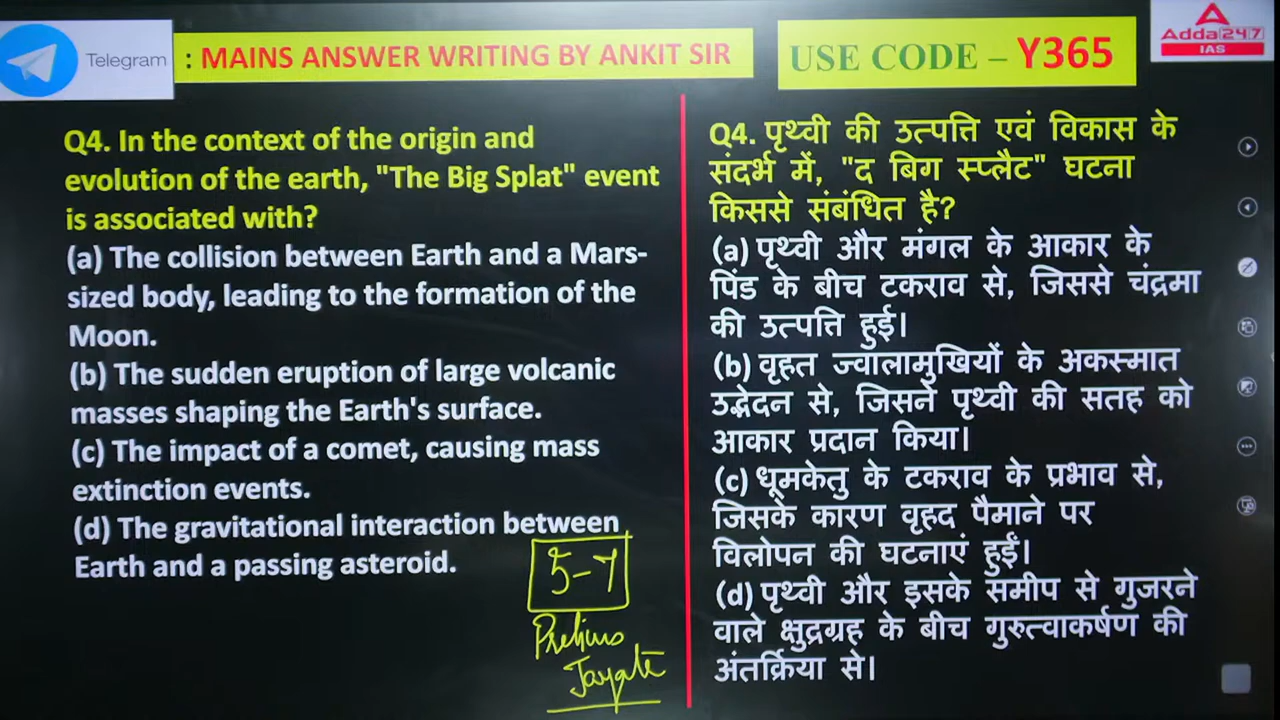 Telegram
: MAINS ANSWER WRITING BY ANKIT SIR
USE CODE – Y365
Adda247
IAS
Q4. In the context of the origin and
evolution of the earth, "The Big Splat" event
is associated with?
(a) The collision between Earth and a Mars-
sized body, leading to the formation of the
Moon.
(b) The sudden eruption of large volcanic
masses shaping the Earth's surface.
(c) The impact of a comet, causing mass
extinction events.
(d) The gravitational interaction between
Earth and a passing asteroid.
5-7
Prelims
Q4. पृथ्वी की उत्पत्ति एवं विकास के
संदर्भ में, "द बिग स्प्लैट" घटना
किससे संबंधित है?
(a) पृथ्वी और मंगल के आकार के
पिंड के बीच टकराव से, जिससे चंद्रमा
की उत्पत्ति हुई।
(b) वृहत ज्वालामुखियों के अकस्मात
उद्भेदन से, जिसने पृथ्वी की सतह को
आकार प्रदान किया।
(c) धूमकेतु के टकराव के प्रभाव से,
जिसके कारण वृहद पैमाने पर
विलोपन की घटनाएं हुईं।
(d) पृथ्वी और इसके समीप से गुजरने
वाले क्षुद्रग्रह के बीच गुरुत्वाकर्षण की
अंतर्क्रिया से।